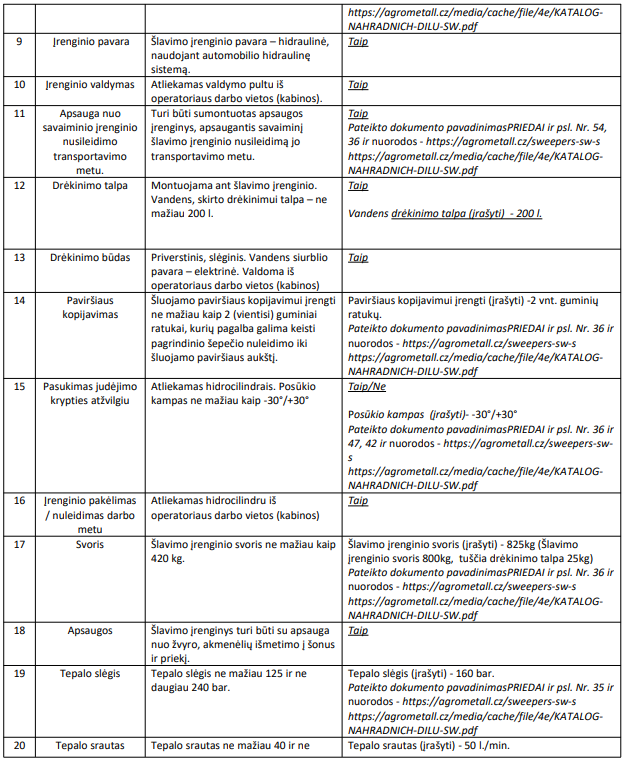 https://agrometall.cz/media/cache/file/4e/KATALOG-
NAHRADNICH-DILU-SW.pdf
9
Įrenginio pavara
Šlavimo įrenginio pavara – hidraulinė,
naudojant automobilio hidraulinę
sistemą.
Taip
10
Įrenginio valdymas
Atliekamas valdymo pultu iš
operatoriaus darbo vietos (kabinos).
Taip
11
Apsauga nuo
savaiminio įrenginio
nusileidimo
transportavimo
metu.
Turi būti sumontuotas apsaugos
įrenginys, apsaugantis savaiminį
šlavimo įrenginio nusileidimą jo
transportavimo metu.
Taip
Pateikto dokumento pavadinimasPRIEDAI ir psl. Nr. 54,
36 ir nuorodos - https://agrometall.cz/sweepers-sw-s
https://agrometall.cz/media/cache/file/4e/KATALOG-
NAHRADNICH-DILU-SW.pdf
12
Drėkinimo talpa
Montuojama ant šlavimo įrenginio.
Vandens, skirto drėkinimui talpa – ne
mažiau 200 l.
Taip
Vandens drėkinimo talpa (įrašyti) - 200 l.
13
Drėkinimo būdas
Priverstinis, slėginis. Vandens siurblio
pavara – elektrinė. Valdoma iš
operatoriaus darbo vietos (kabinos)
Taip
14
Paviršiaus
kopijavimas
Šluojamo paviršiaus kopijavimui įrengti
ne mažiau kaip 2 (vientisi) guminiai
ratukai, kurių pagalba galima keisti
pagrindinio šepečio nuleidimo iki
šluojamo paviršiaus aukštį.
Paviršiaus kopijavimui įrengti (įrašyti) -2 vnt. guminių
ratukų.
Pateikto dokumento pavadinimasPRIEDAI ir psl. Nr. 36 ir
nuorodos - https://agrometall.cz/sweepers-sw-s
https://agrometall.cz/media/cache/file/4e/KATALOG-
NAHRADNICH-DILU-SW.pdf
15
Pasukimas judėjimo
krypties atžvilgiu
Atliekamas hidrocilindrais. Posūkio
kampas ne mažiau kaip -30°/+30°
Taip/Ne
Posūkio kampas (įrašyti)- -30°/+30°
Pateikto dokumento pavadinimasPRIEDAI ir psl. Nr. 36 ir
47, 42 ir nuorodos - https://agrometall.cz/sweepers-sw-
s
https://agrometall.cz/media/cache/file/4e/KATALOG-
NAHRADNICH-DILU-SW.pdf
16
Įrenginio pakėlimas
/ nuleidimas darbo
metu
Atliekamas hidrocilindru iš
operatoriaus darbo vietos (kabinos)
Taip
17
Svoris
Šlavimo įrenginio svoris ne mažiau kaip
420 kg.
Šlavimo įrenginio svoris (įrašyti) - 825kg (Šlavimo
įrenginio svoris 800kg, tuščia drėkinimo talpa 25kg)
Pateikto dokumento pavadinimasPRIEDAI ir psl. Nr. 36 ir
nuorodos - https://agrometall.cz/sweepers-sw-s
https://agrometall.cz/media/cache/file/4e/KATALOG-
NAHRADNICH-DILU-SW.pdf
18
Apsaugos
Šlavimo įrenginys turi būti su apsauga
nuo žvyro, akmenėlių išmetimo į šonus
ir priekį.
Taip
19
Tepalo slėgis
Tepalo slėgis ne mažiau 125 ir ne
daugiau 240 bar.
Tepalo slėgis (įrašyti) - 160 bar.
Pateikto dokumento pavadinimasPRIEDAI ir psl. Nr. 35 ir
nuorodos - https://agrometall.cz/sweepers-sw-s
https://agrometall.cz/media/cache/file/4e/KATALOG-
NAHRADNICH-DILU-SW.pdf
20
Tepalo srautas
Tepalo srautas ne mažiau 40 ir ne
Tepalo srautas (įrašyti) - 50 l./min.